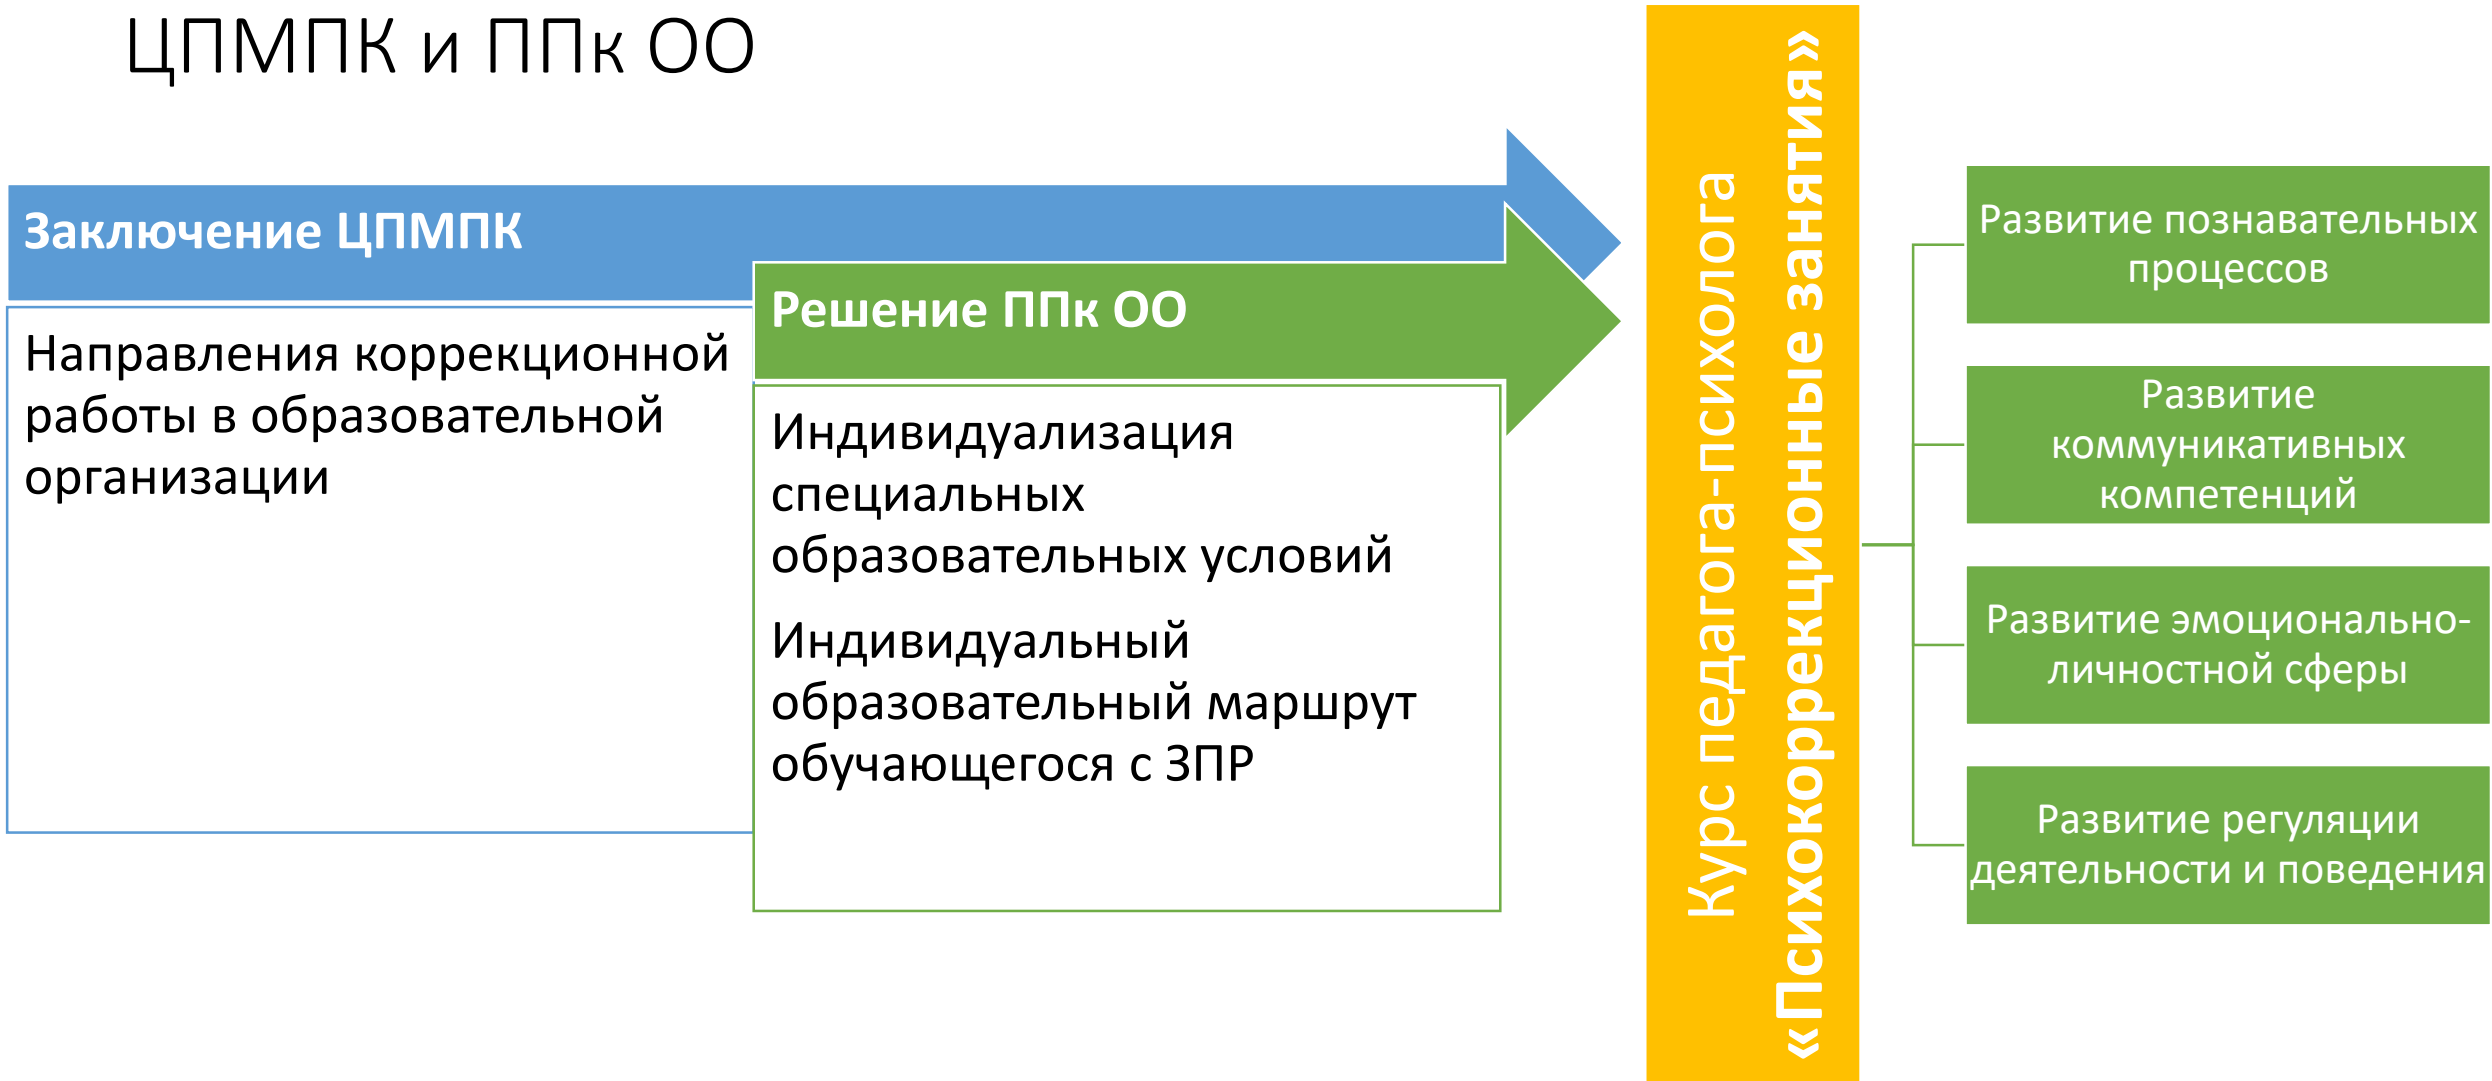 ЦПМПК и ППк ОО
Заключение ЦПМПК
Направления коррекционной
работы в образовательной
организации
Решение ППк ОО
Индивидуализация
специальных
образовательных условий
Индивидуальный
образовательный маршрут
обучающегося с ЗПР
Курс педагога-психолога
«Психокоррекционные занятия»
Развитие познавательных
процессов
Развитие
коммуникативных
компетенций
Развитие эмоционально-
личностной сферы
Развитие регуляции
деятельности и поведения